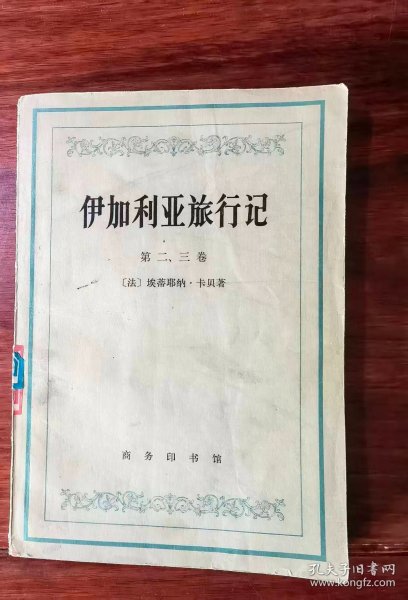 伊加利亚旅行记
第二、三卷
〔法〕埃蒂耶纳·卡贝著
商务印书馆
孔夫子旧书网
www.kongfz.com